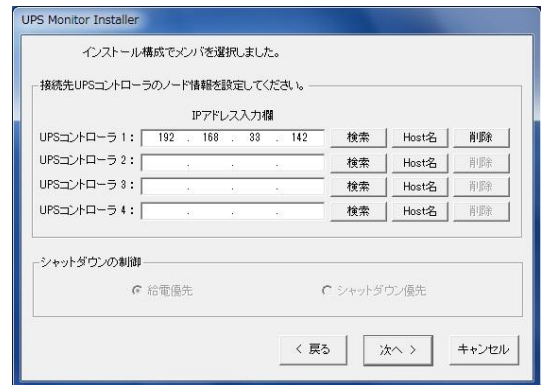 UPS Monitor Installer
インストール構成でメンバを選択しました。
接続先UPSコントローラのノード情報を設定してください。
IPアドレス入力欄
UPSコントローラ 1： 192 . 168 . 33 . 142 検索 Host名 削除
UPSコントローラ 2： . . . 検索 Host名 削除
UPSコントローラ 3： . . . 検索 Host名 削除
UPSコントローラ 4： . . . 検索 Host名 削除
シャットダウンの制御
給電優先 シャットダウン優先
< 戻る 次へ > キャンセル